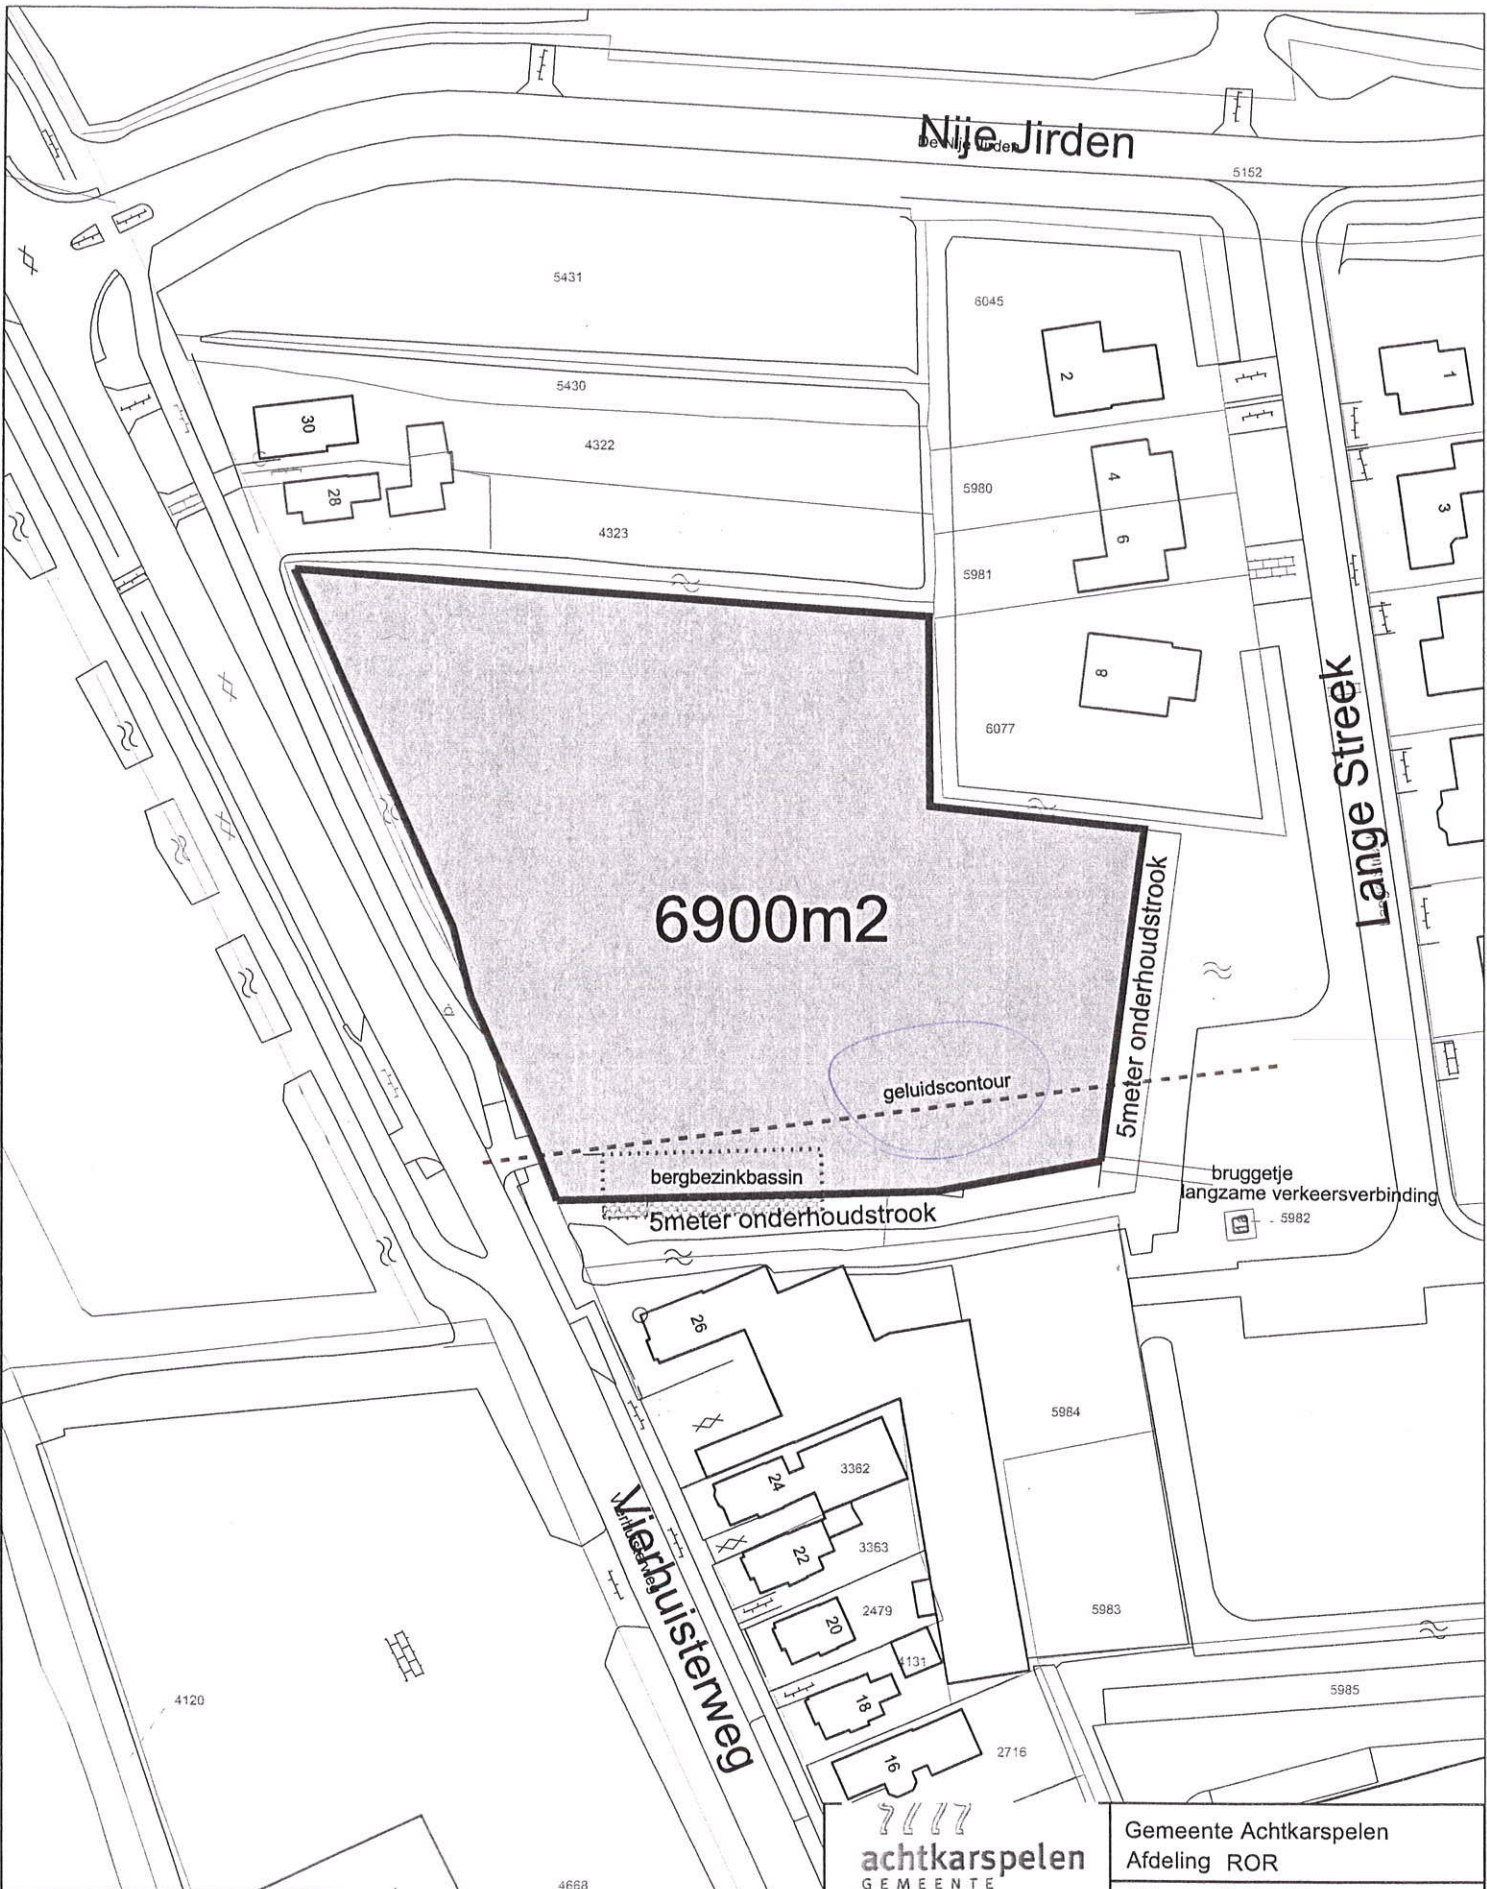 Nije Jirden
De Nije Jirden
5152
5431
6045
2
1
5430
30
4322
5980
4
3
28
4323
6
5981
8
6077
Lange Streek
6900m2
5meter onderhoudstrook
geluidscontour
bergbezinkbassin
bruggetje
langzame verkeersverbinding
5meter onderhoudstrook
5982
26
5984
24
3362
22
3363
Vierhuisterweg
Vierhuisterweg
20
2479
5983
4131
18
4120
5985
16
2716
achtkarspelen
GEMEENTE
Gemeente Achtkarspelen
Afdeling ROR
4668